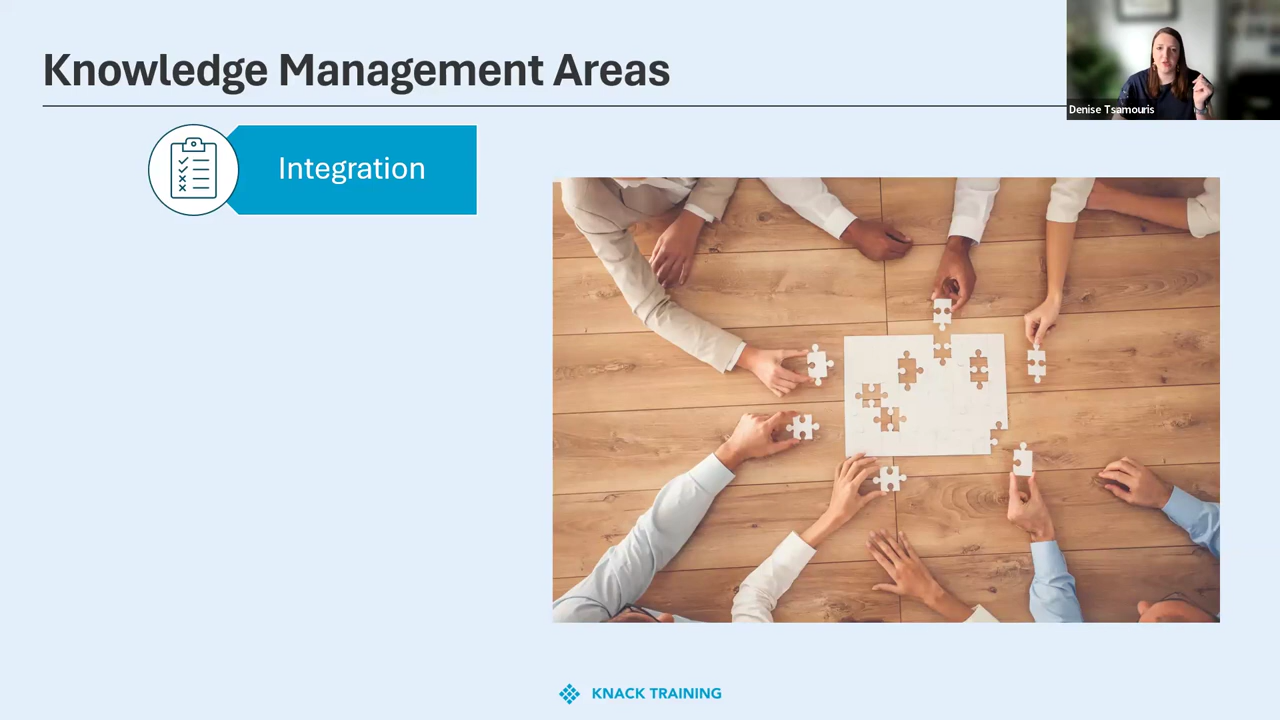 Knowledge Management Areas
Denise Tsamouris
Integration
KNACK TRAINING